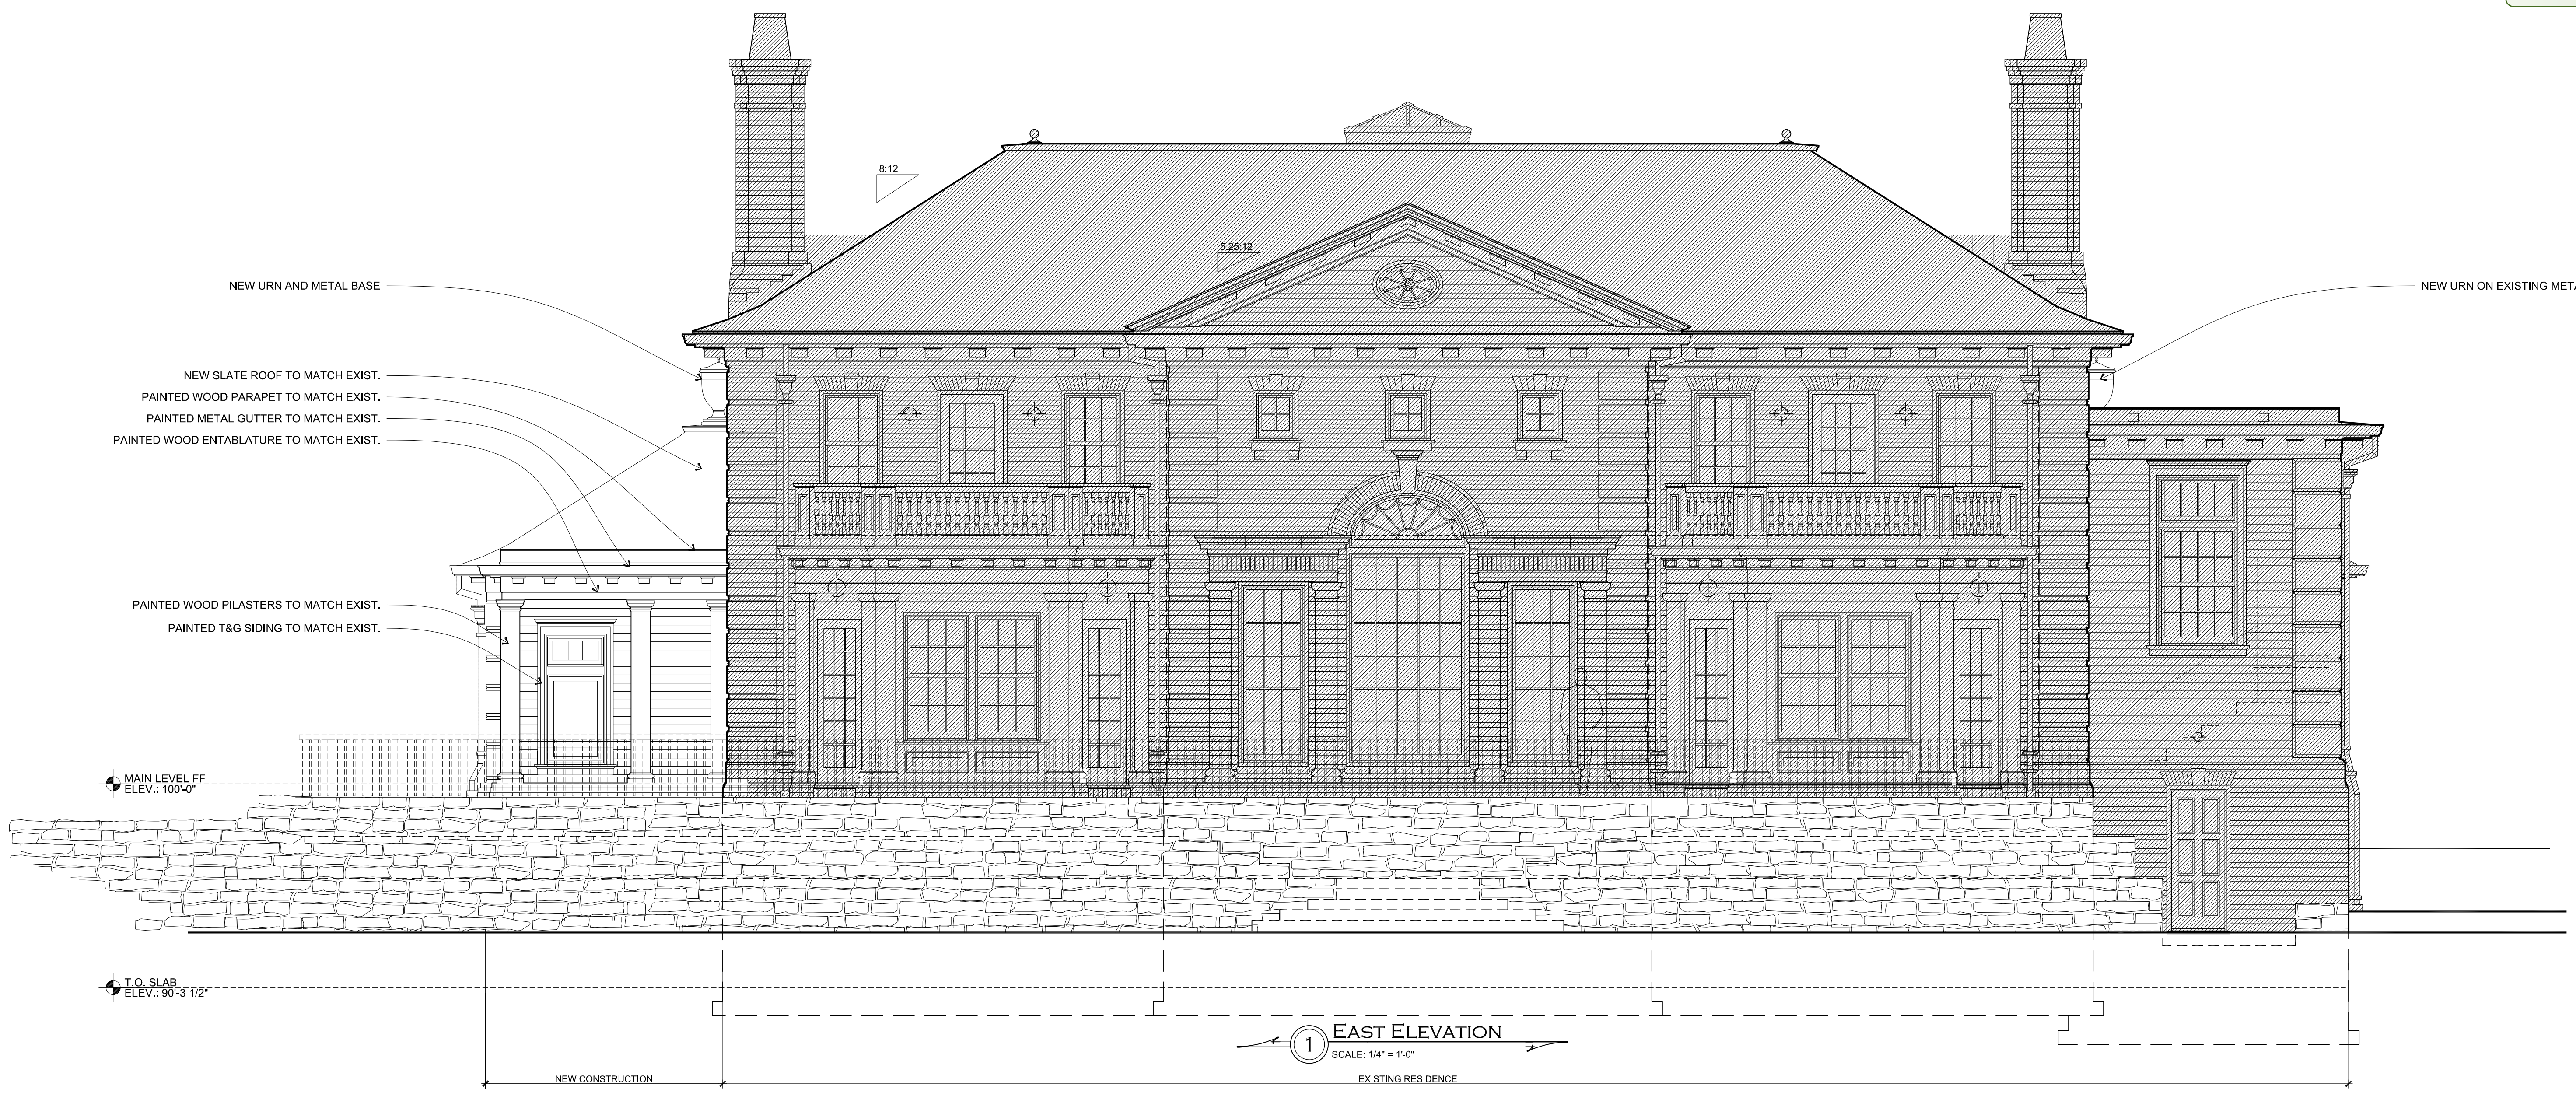 8:12
5.25:12
NEW URN AND METAL BASE
NEW URN ON EXISTING META
NEW SLATE ROOF TO MATCH EXIST.
PAINTED WOOD PARAPET TO MATCH EXIST.
PAINTED METAL GUTTER TO MATCH EXIST.
PAINTED WOOD ENTABLATURE TO MATCH EXIST.
PAINTED WOOD PILASTERS TO MATCH EXIST.
PAINTED T&G SIDING TO MATCH EXIST.
MAIN LEVEL FF
ELEV.: 100'-0"
T.O. SLAB
ELEV.: 90'-3 1/2"
1 EAST ELEVATION
SCALE: 1/4" = 1'-0"
NEW CONSTRUCTION
EXISTING RESIDENCE